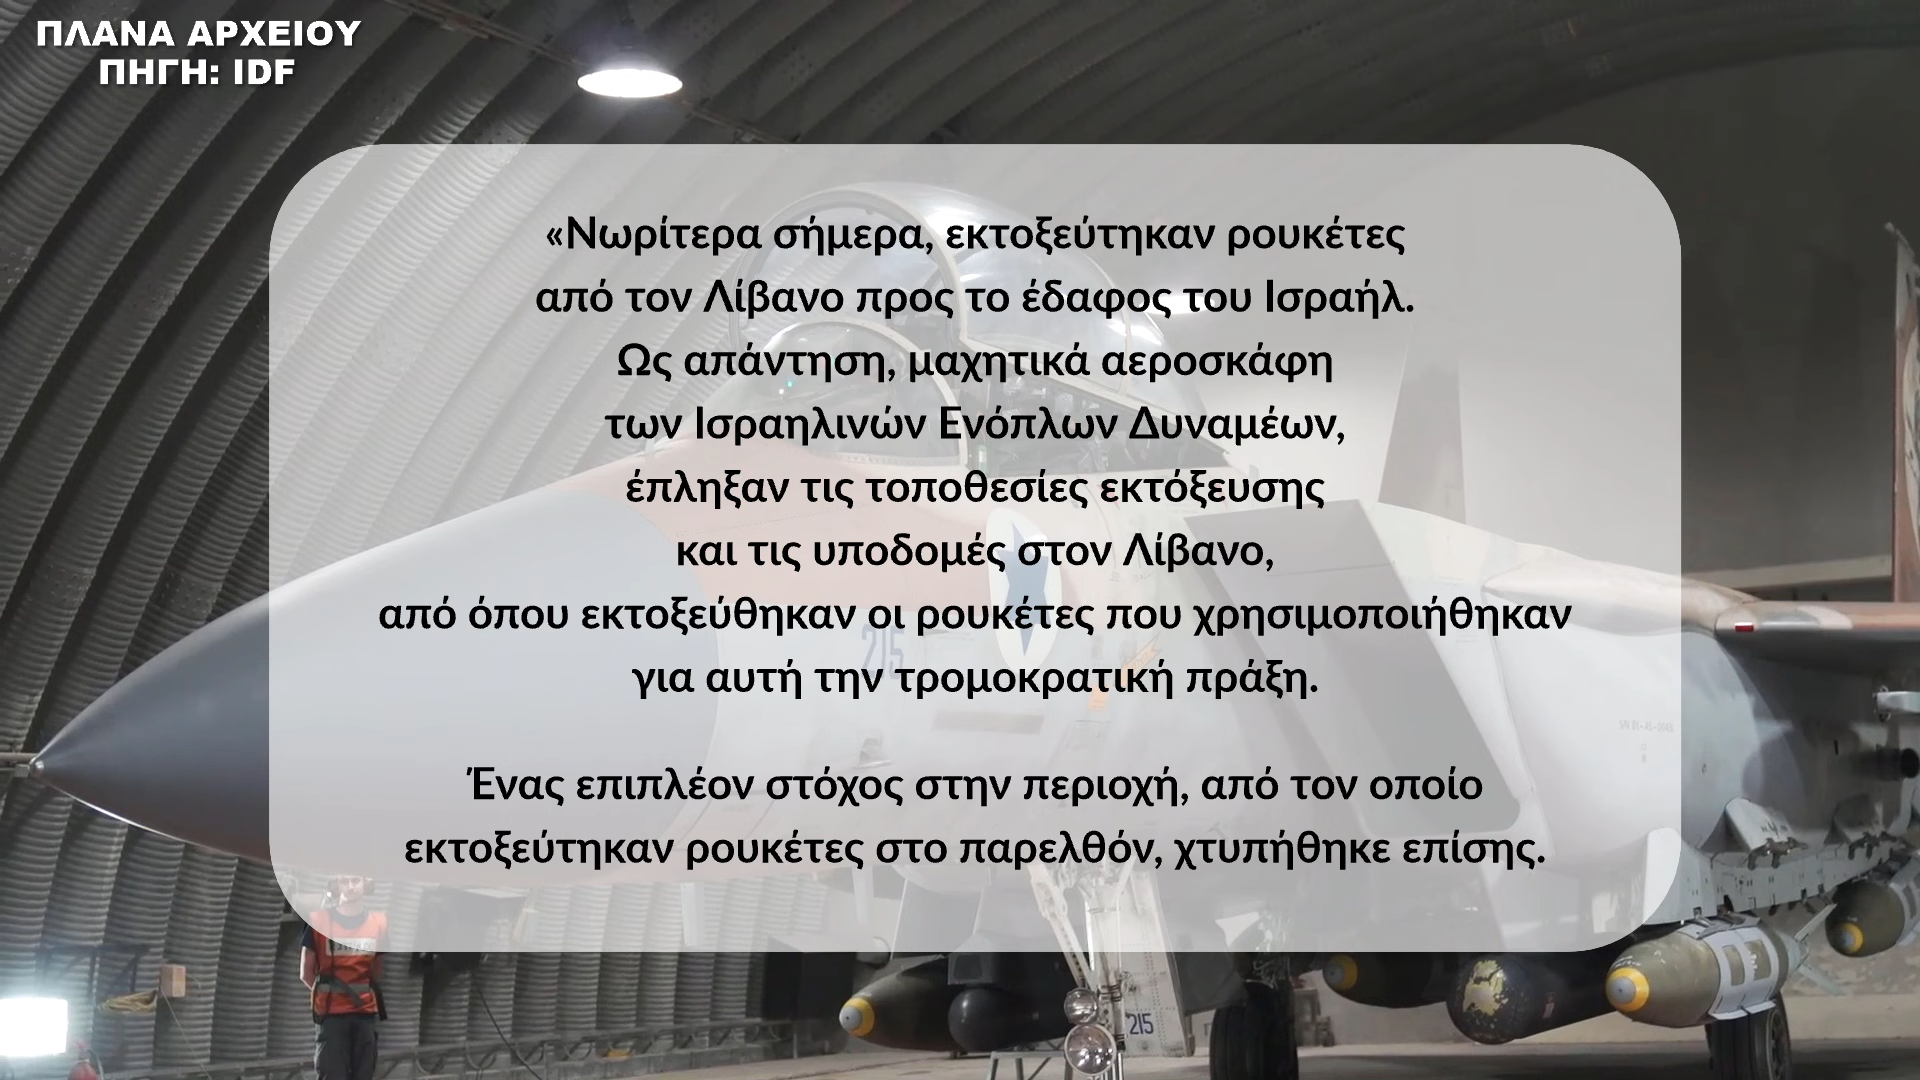 ΠΛΑΝΑ ΑΡΧΕΙΟΥ
ΠΗΓΗ: IDF
«Νωρίτερα σήμερα, εκτοξεύτηκαν ρουκέτες
από τον Λίβανο προς το έδαφος του Ισραήλ.
Ως απάντηση, μαχητικά αεροσκάφη
των Ισραηλινών Ενόπλων Δυναμέων,
έπληξαν τις τοποθεσίες εκτόξευσης
και τις υποδομές στον Λίβανο,
από όπου εκτοξεύθηκαν οι ρουκέτες που χρησιμοποιήθηκαν
για αυτή την τρομοκρατική πράξη.
Ένας επιπλέον στόχος στην περιοχή, από τον οποίο
εκτοξεύτηκαν ρουκέτες στο παρελθόν, χτυπήθηκε επίσης.
215
215